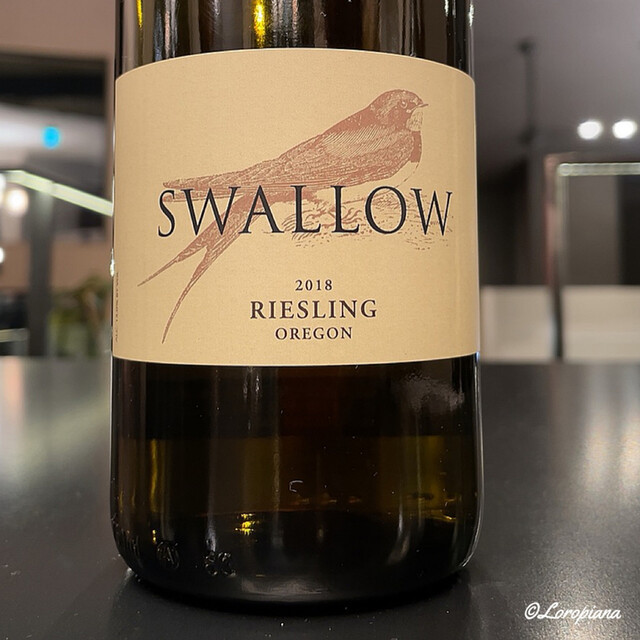 SWALLOW
2018
RIESLING
OREGON
©Loropiana